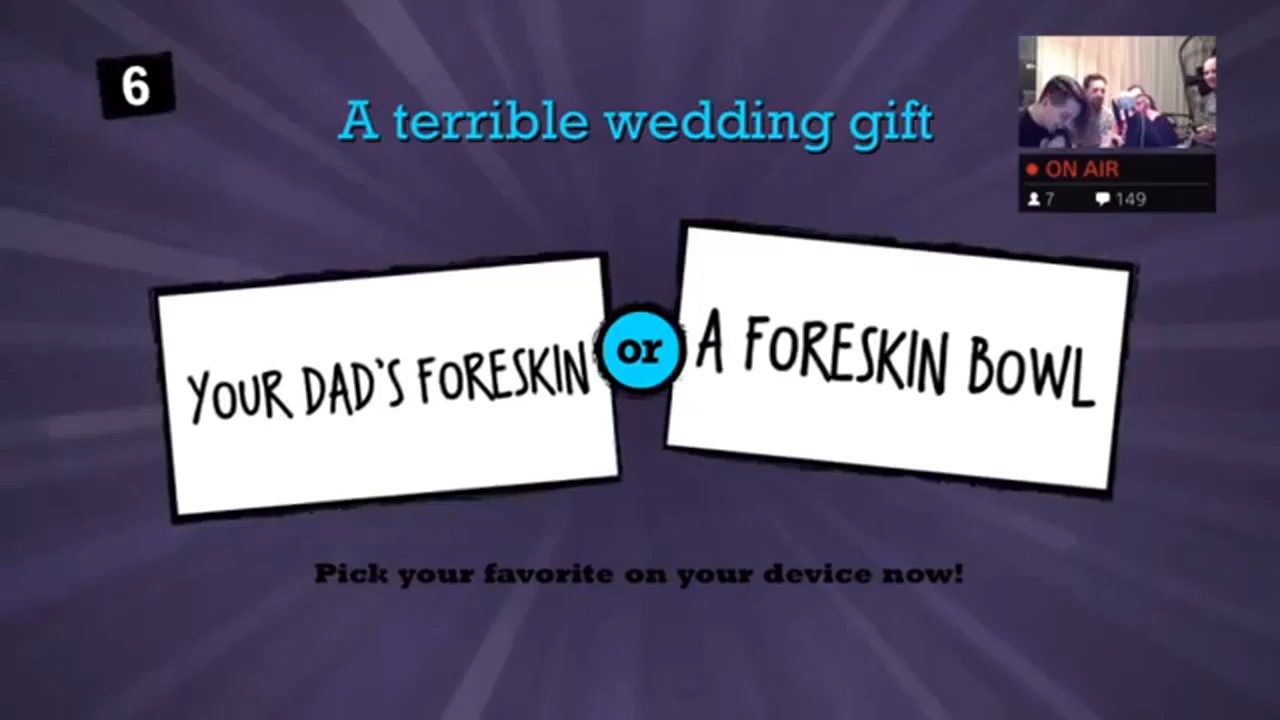 6
A terrible wedding gift
ON AIR
7 149
YOUR DAD'S FORESKIN
or
A FORESKIN BOWL
Pick your favorite on your device now!